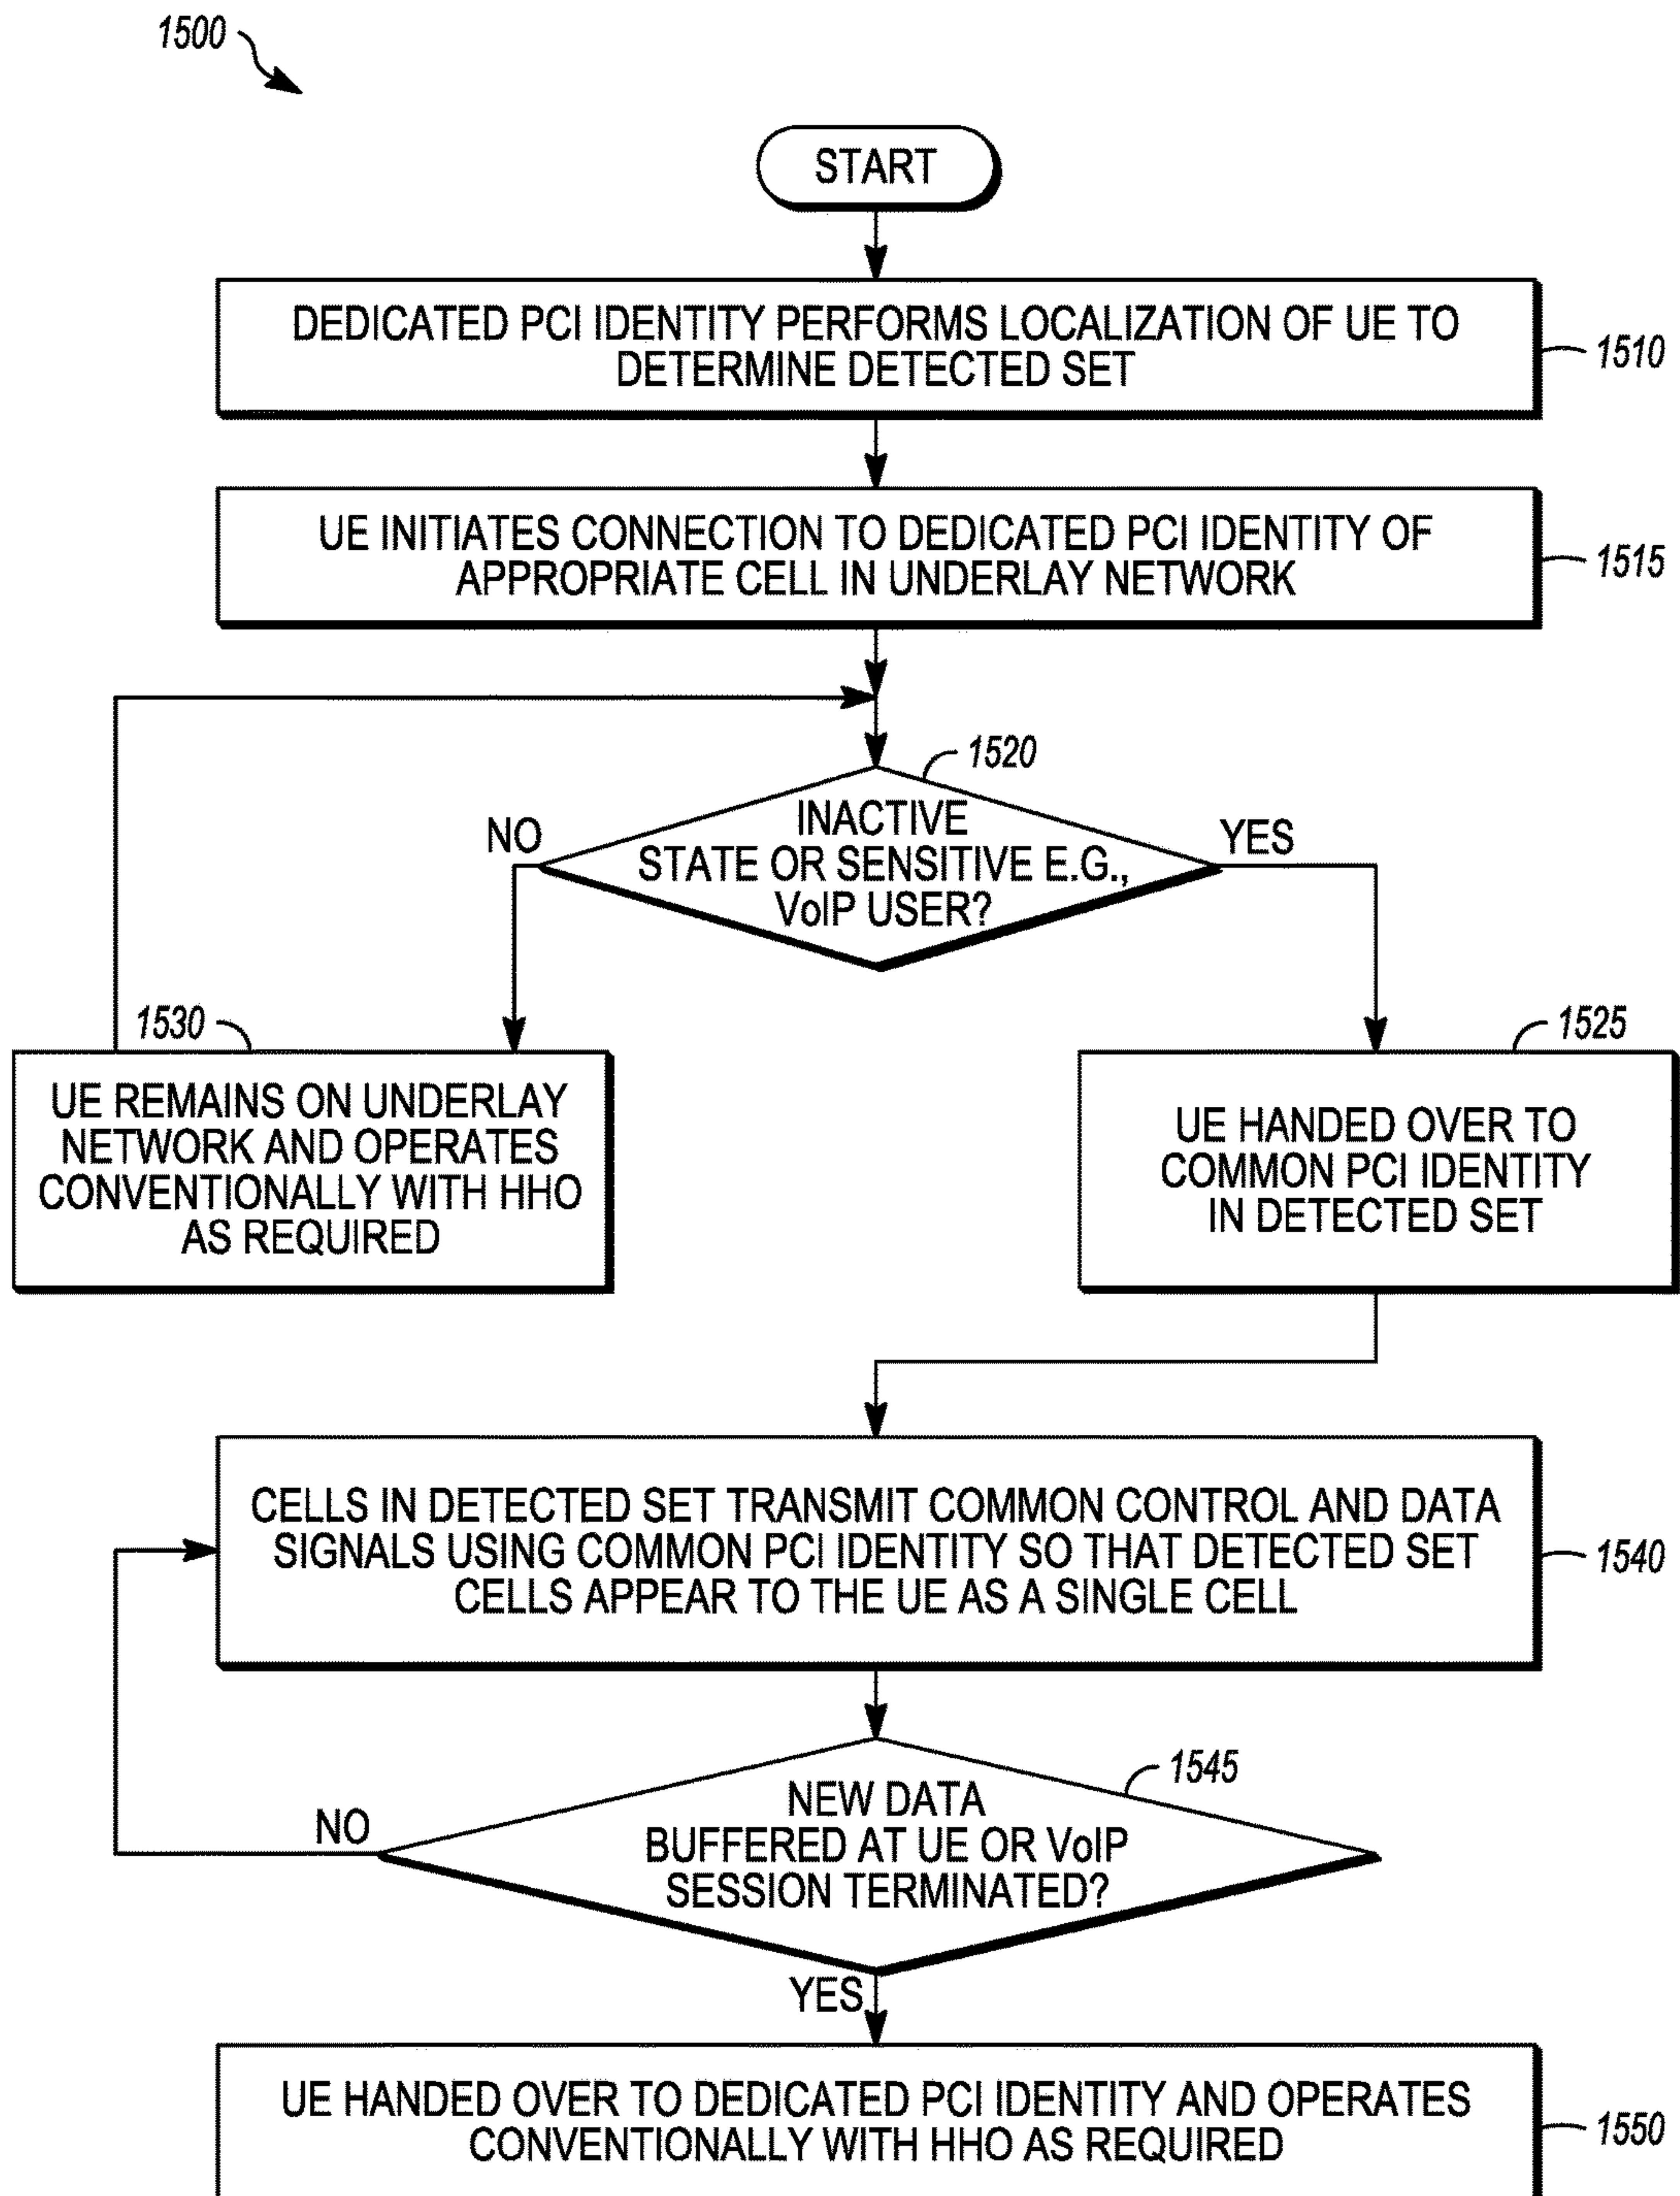 1500
START
DEDICATED PCI IDENTITY PERFORMS LOCALIZATION OF UE TO
DETERMINE DETECTED SET
1510
UE INITIATES CONNECTION TO DEDICATED PCI IDENTITY OF
APPROPRIATE CELL IN UNDERLAY NETWORK
1515
1520
INACTIVE
STATE OR SENSITIVE E.G.,
VoIP USER?
NO
YES
1530
UE REMAINS ON UNDERLAY
NETWORK AND OPERATES
CONVENTIONALLY WITH HHO
AS REQUIRED
1525
UE HANDED OVER TO
COMMON PCI IDENTITY
IN DETECTED SET
CELLS IN DETECTED SET TRANSMIT COMMON CONTROL AND DATA
SIGNALS USING COMMON PCI IDENTITY SO THAT DETECTED SET
CELLS APPEAR TO THE UE AS A SINGLE CELL
1540
1545
NEW DATA
BUFFERED AT UE OR VoIP
SESSION TERMINATED?
NO
YES
UE HANDED OVER TO DEDICATED PCI IDENTITY AND OPERATES
CONVENTIONALLY WITH HHO AS REQUIRED
1550